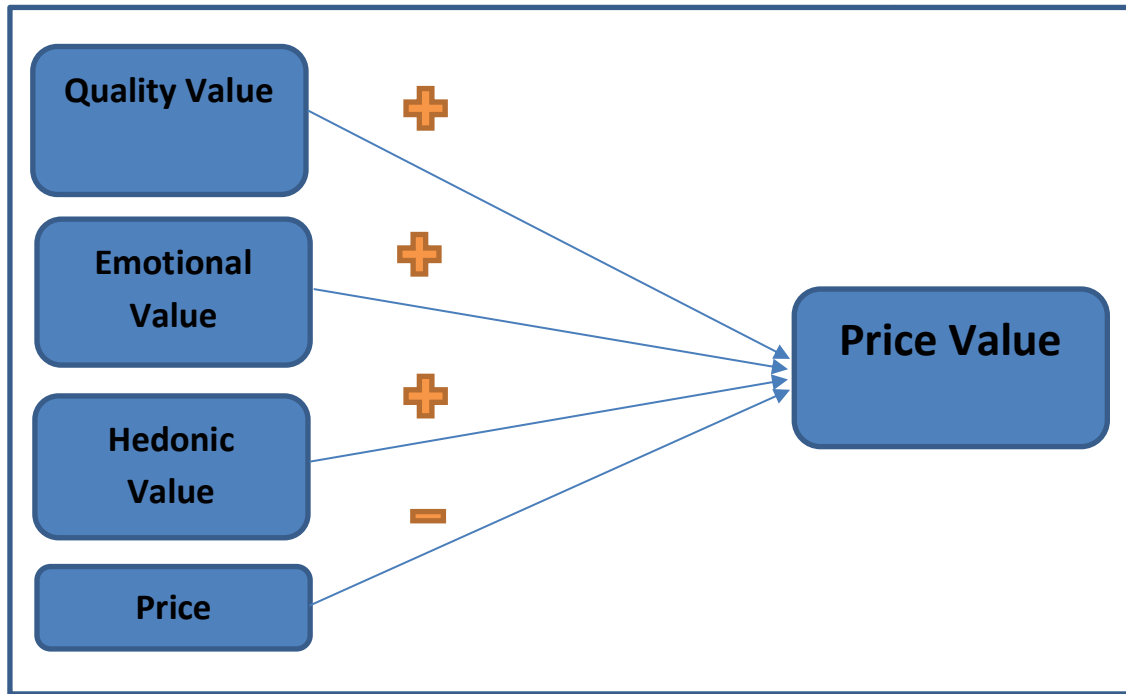 Quality Value
Emotional
Value
Hedonic
Value
Price
Price Value